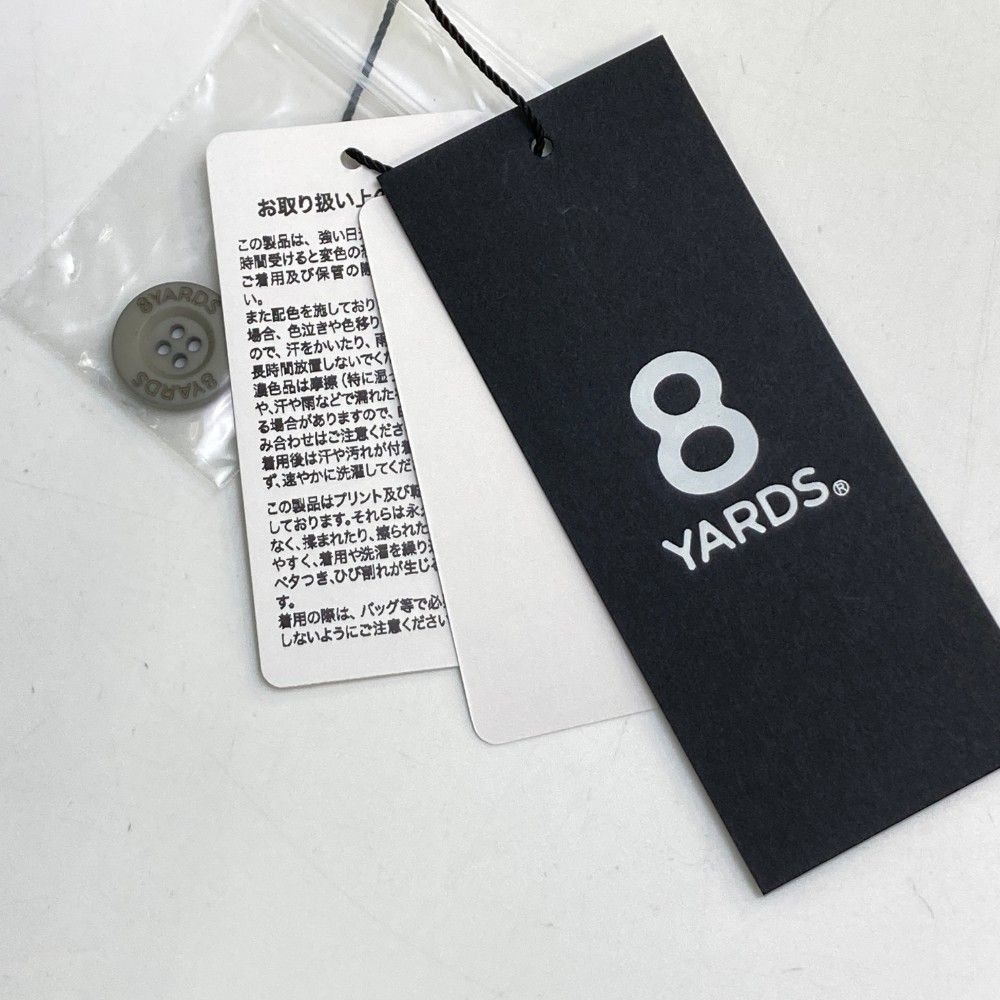 8YARDS
8YARDS
お取り扱い上
この製品は、強い日
時間受けると変色の
ご着用及び保管の際
い。
また配色を施しており
場合、色泣きや色移り
ので、汗をかいたり、雨
長時間放置しないでくだ
濃色品は摩擦(特に湿
や、汗や雨などで濡れた
る場合がありますので、
み合わせはご注意くださ
着用後は汗や汚れが付着
ず、速やかに洗濯してくだ
この製品はプリント及び
しております。それらは永
なく、揉まれたり、擦られた
やすく、着用や洗濯を繰り
ベタつき、ひび割れが生じ
す。
着用の際は、バッグ等で必
しないようにご注意ください
8
YARDS®